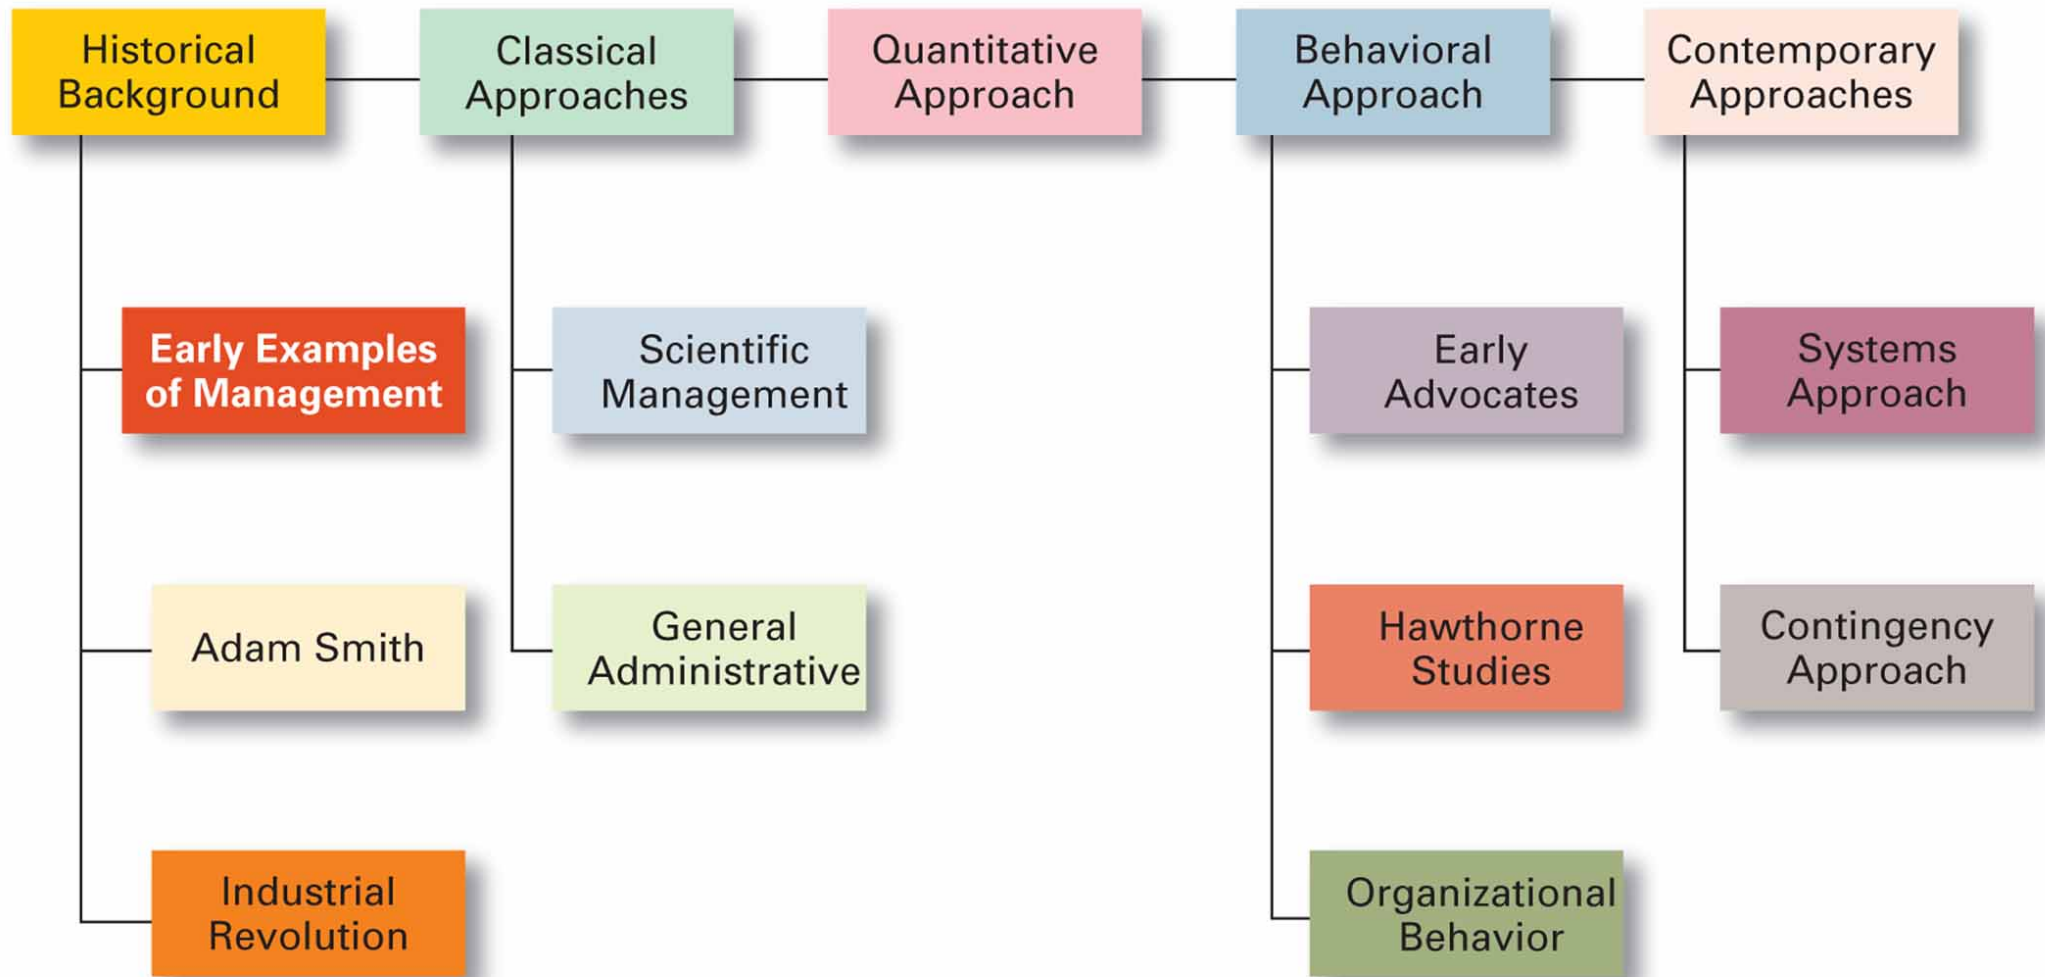 Historical
Background
Classical
Approaches
Quantitative
Approach
Behavioral
Approach
Contemporary
Approaches
Early Examples
of Management
Scientific
Management
Early
Advocates
Systems
Approach
Adam Smith
General
Administrative
Hawthorne
Studies
Contingency
Approach
Industrial
Revolution
Organizational
Behavior